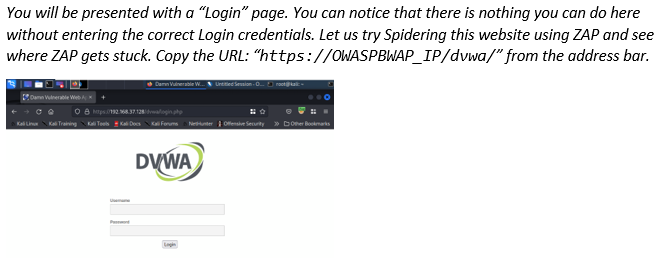 You will be presented with a “Login” page. You can notice that there is nothing you can do here
without entering the correct Login credentials. Let us try Spidering this website using ZAP and see
where ZAP gets stuck. Copy the URL: “https://OWASPBWAP_IP/dvwa/” from the address bar.
Damn Vulnerable W... Untitled Session - O... root@kali: ~
Damn Vulnerable Web A
https://192.168.37.128/dvwa/login.php
Kali Linux Kali Training Kali Tools Kali Docs Kali Forums NetHunter Offensive Security >> Other Bookmarks
DVWA
Username
Password
Login